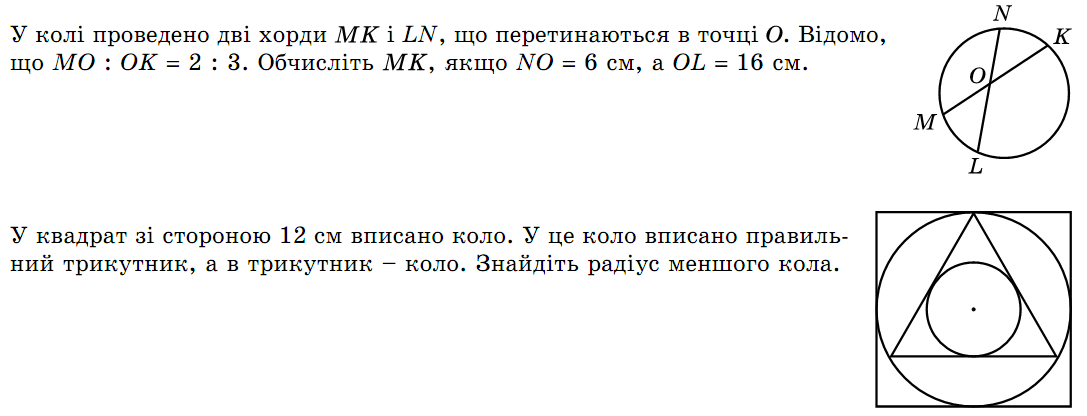 У колі проведено дві хорди MK і LN, що перетинаються в точці O. Відомо,
що MO : OK = 2 : 3. Обчисліть MK, якщо NO = 6 см, а OL = 16 см.
N
K
O
M
L
У квадрат зі стороною 12 см вписано коло. У це коло вписано правиль-
ний трикутник, а в трикутник – коло. Знайдіть радіус меншого кола.